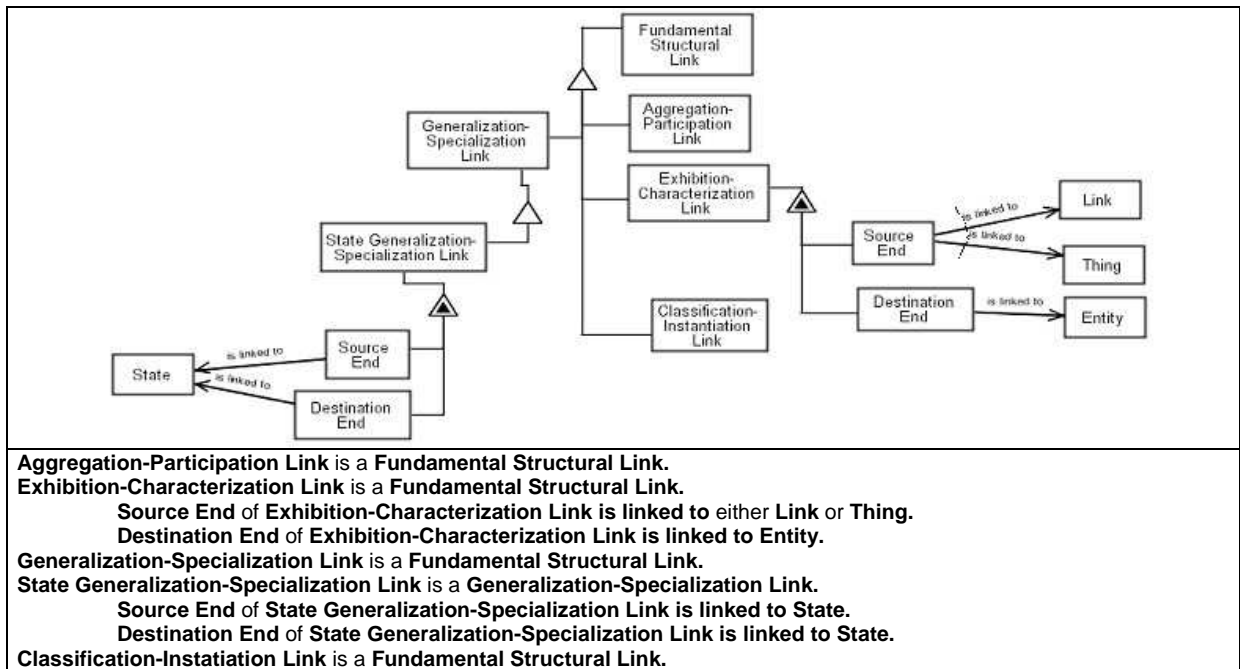 Fundamental
Structural
Link
Aggregation-
Participation
Link
Generalization-
Specialization
Link
Exhibition-
Characterization
Link
Link
is linked to
is linked to
Source
End
Thing
State Generalization-
Specialization Link
Destination
End
is linked to
Entity
Classification-
Instantiation
Link
Source
End
is linked to
State
is linked to
Destination
End
Aggregation-Participation Link is a Fundamental Structural Link.
Exhibition-Characterization Link is a Fundamental Structural Link.
Source End of Exhibition-Characterization Link is linked to either Link or Thing.
Destination End of Exhibition-Characterization Link is linked to Entity.
Generalization-Specialization Link is a Fundamental Structural Link.
State Generalization-Specialization Link is a Generalization-Specialization Link.
Source End of State Generalization-Specialization Link is linked to State.
Destination End of State Generalization-Specialization Link is linked to State.
Classification-Instatiation Link is a Fundamental Structural Link.